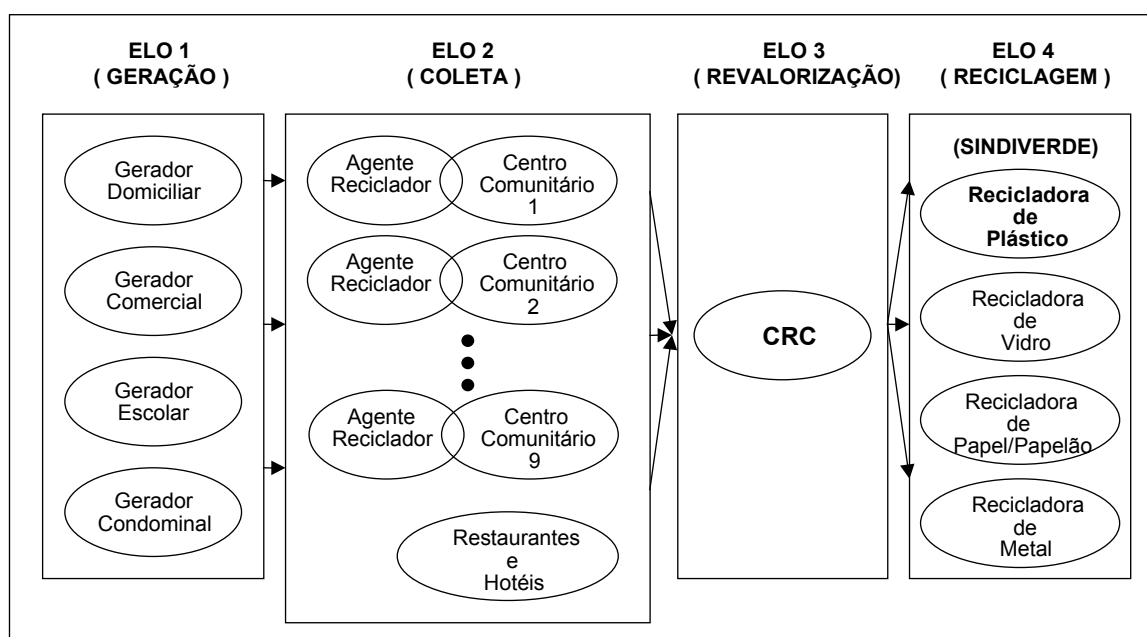 ELO 1
( GERAÇÃO )
ELO 2
( COLETA )
ELO 3
( REVALORIZAÇÃO)
ELO 4
( RECICLAGEM )
Gerador
Domiciliar
Gerador
Comercial
Gerador
Escolar
Gerador
Condominal
Agente
Reciclador
Centro
Comunitário
1
Agente
Reciclador
Centro
Comunitário
2
Agente
Reciclador
Centro
Comunitário
9
Restaurantes
e
Hotéis
CRC
(SINDIVERDE)
Recicladora
de
Plástico
Recicladora
de
Vidro
Recicladora
de
Papel/Papelão
Recicladora
de
Metal